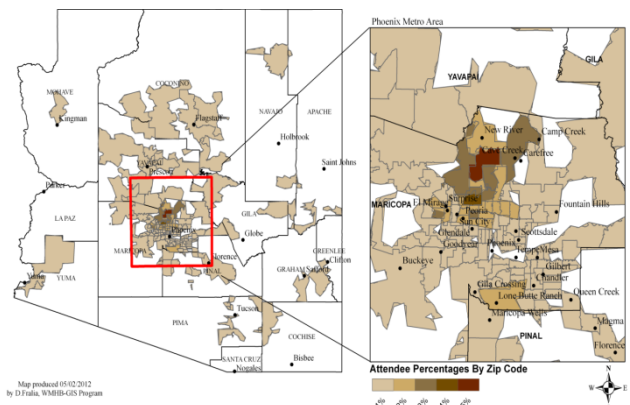 Phoenix Metro Area
COCONINO
MOHAVE
Kingman
Flagstaff
NAVAJO
APACHE
Holbrook
YAVAPAI
Prescott
Saint Johns
Parker
LA PAZ
GILA
Phoenix
MARICOPA
Globe
GREENLEE
Clifton
Florence
GRAHAM
Safford
PINAL
Yuma
YUMA
PIMA
Tucson
COCHISE
SANTA CRUZ
Nogales
Bisbee
YAVAPAI
GILA
New River
Camp Creek
Cave Creek
Carefree
MARICOPA
El Mirage
Surprise
Peoria
Sun City
Fountain Hills
Glendale
Scottsdale
Goodyear
Phoenix
Tempe
Mesa
Buckeye
Gilbert
Chandler
Gila Crossing
Lone Butte Ranch
Queen Creek
Maricopa Wells
Magma
PINAL
Florence
Attendee Percentages By Zip Code
Map produced 05/02/2012
by D.Fralia, WMHB-GIS Program
N
W
E
S